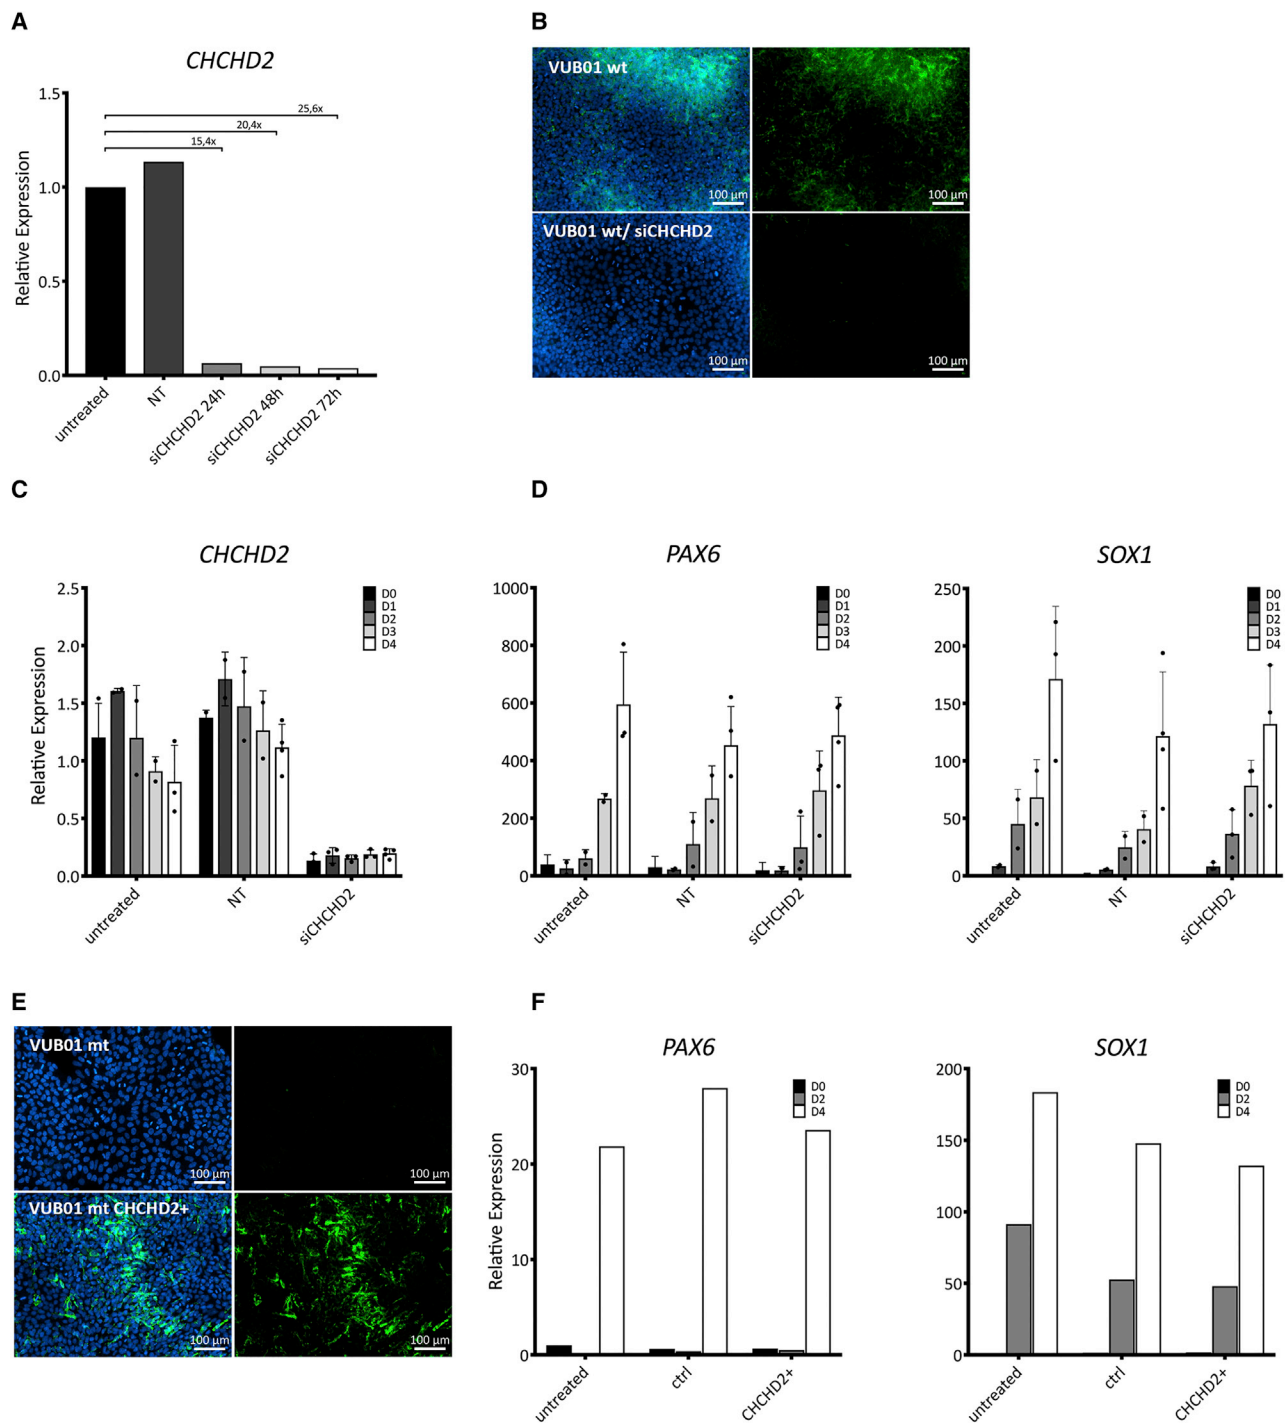 A
CHCHD2
Relative Expression
1.5
1.0
0.5
0.0
25,6x
20,4x
15,4x
untreated
NT
siCHCHD2 24h
siCHCHD2 48h
siCHCHD2 72h
B
VUB01 wt
100 µm
100 µm
VUB01 wt/ siCHCHD2
100 µm
100 µm
C
CHCHD2
Relative Expression
2.5
2.0
1.5
1.0
0.5
0.0
D0
D1
D2
D3
D4
untreated
NT
siCHCHD2
D
PAX6
1000
800
600
400
200
0
D0
D1
D2
D3
D4
untreated
NT
siCHCHD2
SOX1
250
200
150
100
50
0
D0
D1
D2
D3
D4
untreated
NT
siCHCHD2
E
VUB01 mt
100 µm
100 µm
VUB01 mt CHCHD2+
100 µm
100 µm
F
PAX6
Relative Expression
30
20
10
0
D0
D2
D4
untreated
ctrl
CHCHD2+
SOX1
200
150
100
50
0
D0
D2
D4
untreated
ctrl
CHCHD2+